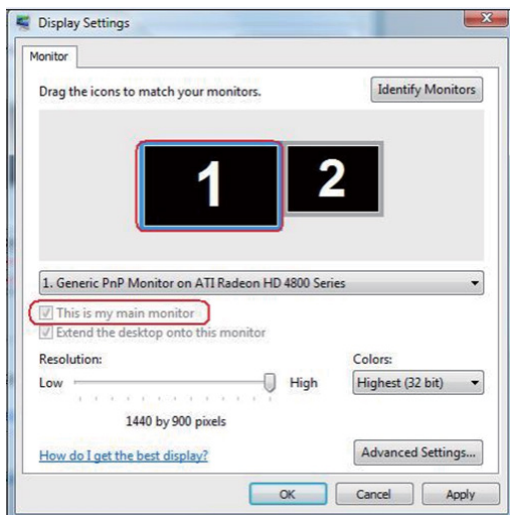 Display Settings
Monitor
Drag the icons to match your monitors.
Identify Monitors
1
2
1. Generic PnP Monitor on ATI Radeon HD 4800 Series
This is my main monitor
Extend the desktop onto this monitor
Resolution:
Colors:
Low
High
Highest (32 bit)
1440 by 900 pixels
How do I get the best display?
Advanced Settings...
OK
Cancel
Apply